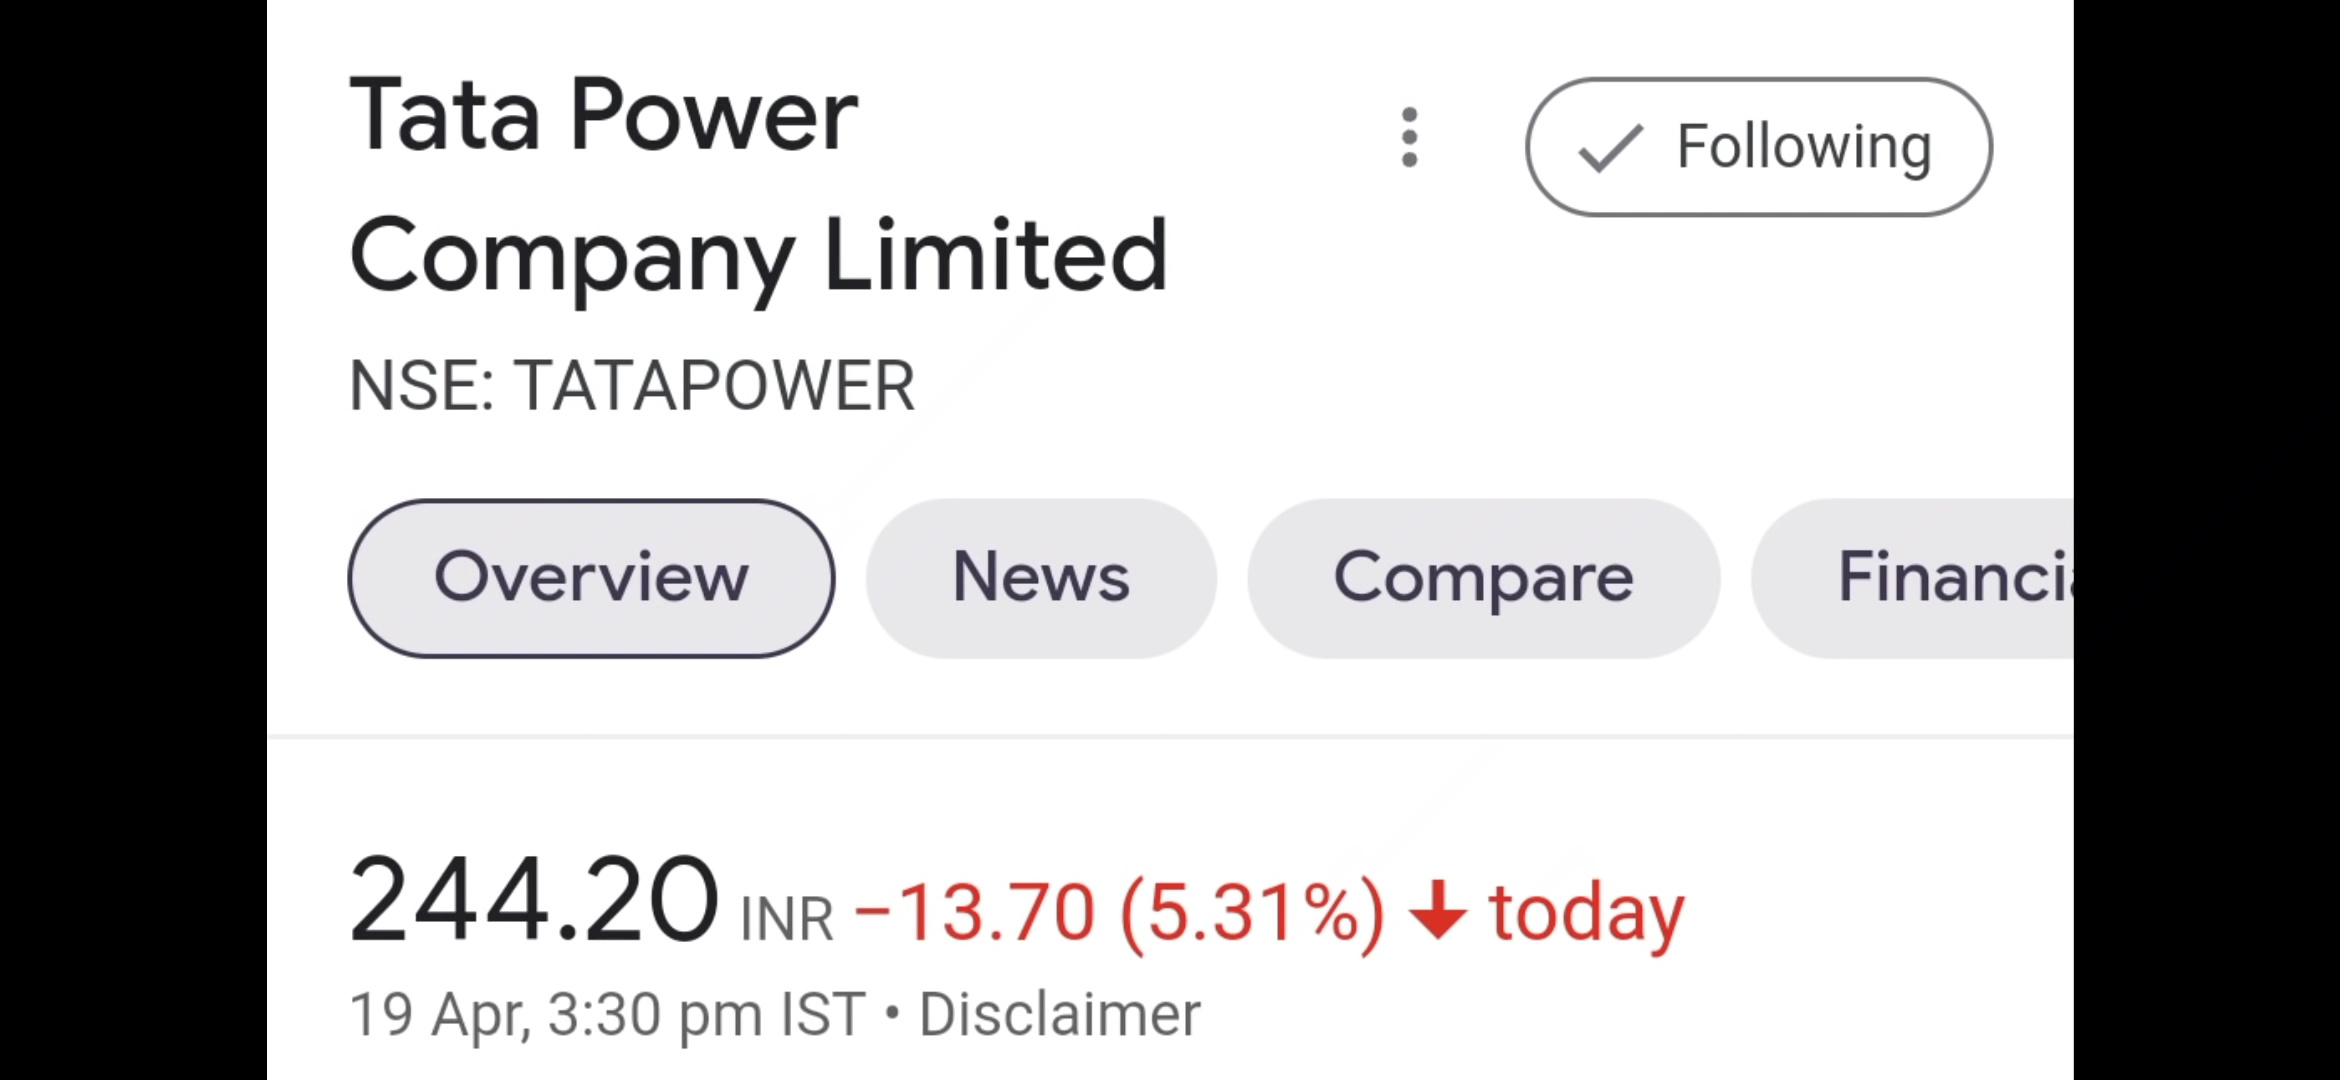 Tata Power
Company Limited
Following
NSE: TATAPOWER
Overview
News
Compare
Financi
244.20 INR −13.70 (5.31%) ↓ today
19 Apr, 3:30 pm IST • Disclaimer